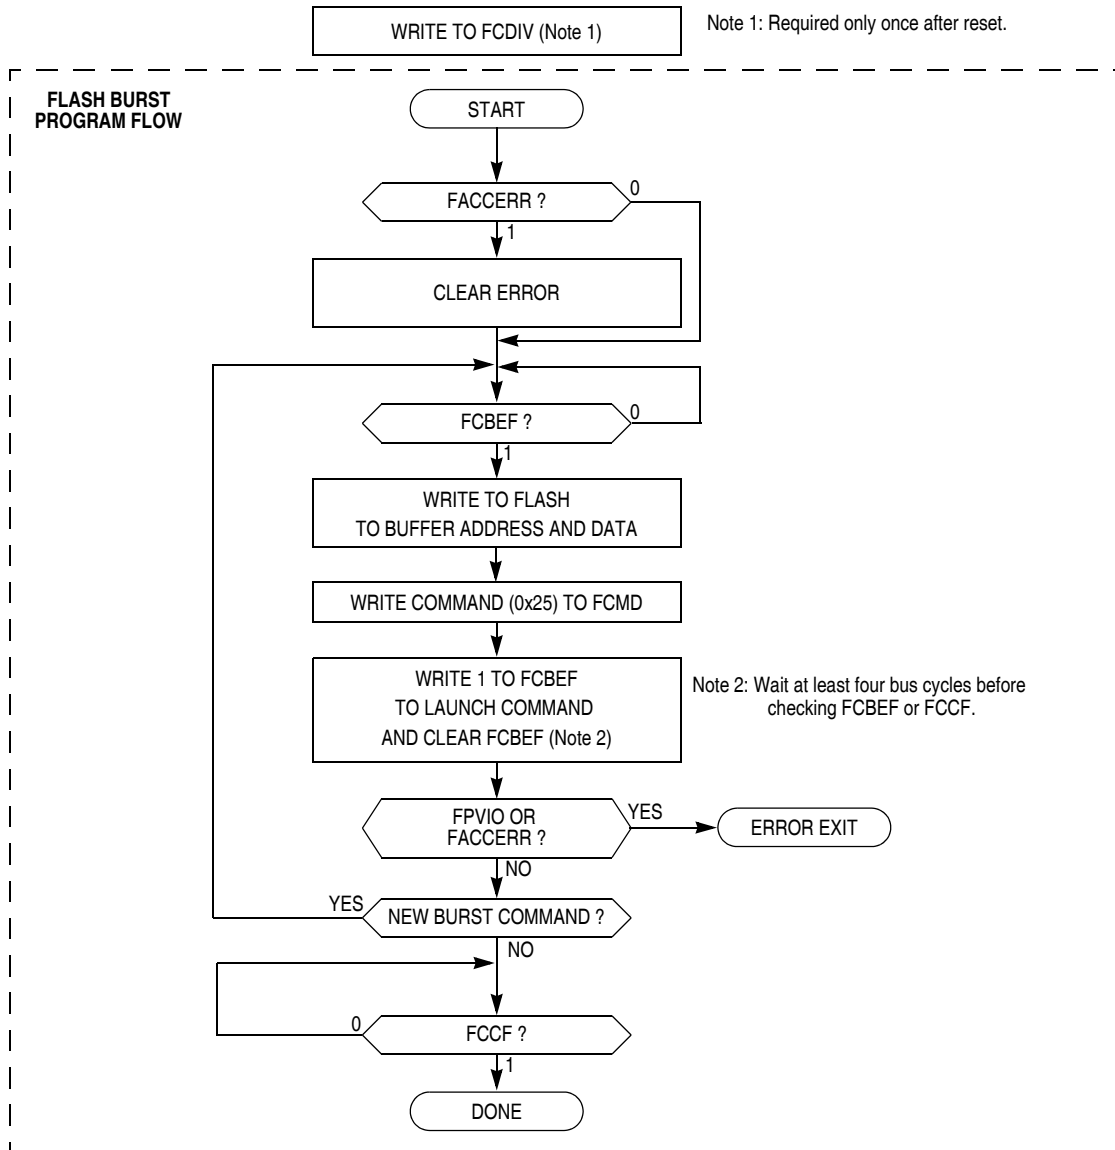 WRITE TO FCDIV (Note 1)
Note 1: Required only once after reset.
FLASH BURST
PROGRAM FLOW
START
FACCERR ?
0
1
CLEAR ERROR
FCBEF ?
0
1
WRITE TO FLASH
TO BUFFER ADDRESS AND DATA
WRITE COMMAND (0x25) TO FCMD
WRITE 1 TO FCBEF
TO LAUNCH COMMAND
AND CLEAR FCBEF (Note 2)
Note 2: Wait at least four bus cycles before
checking FCBEF or FCCF.
FPVIO OR
FACCERR ?
YES
ERROR EXIT
NO
YES
NEW BURST COMMAND ?
NO
0
FCCF ?
1
DONE